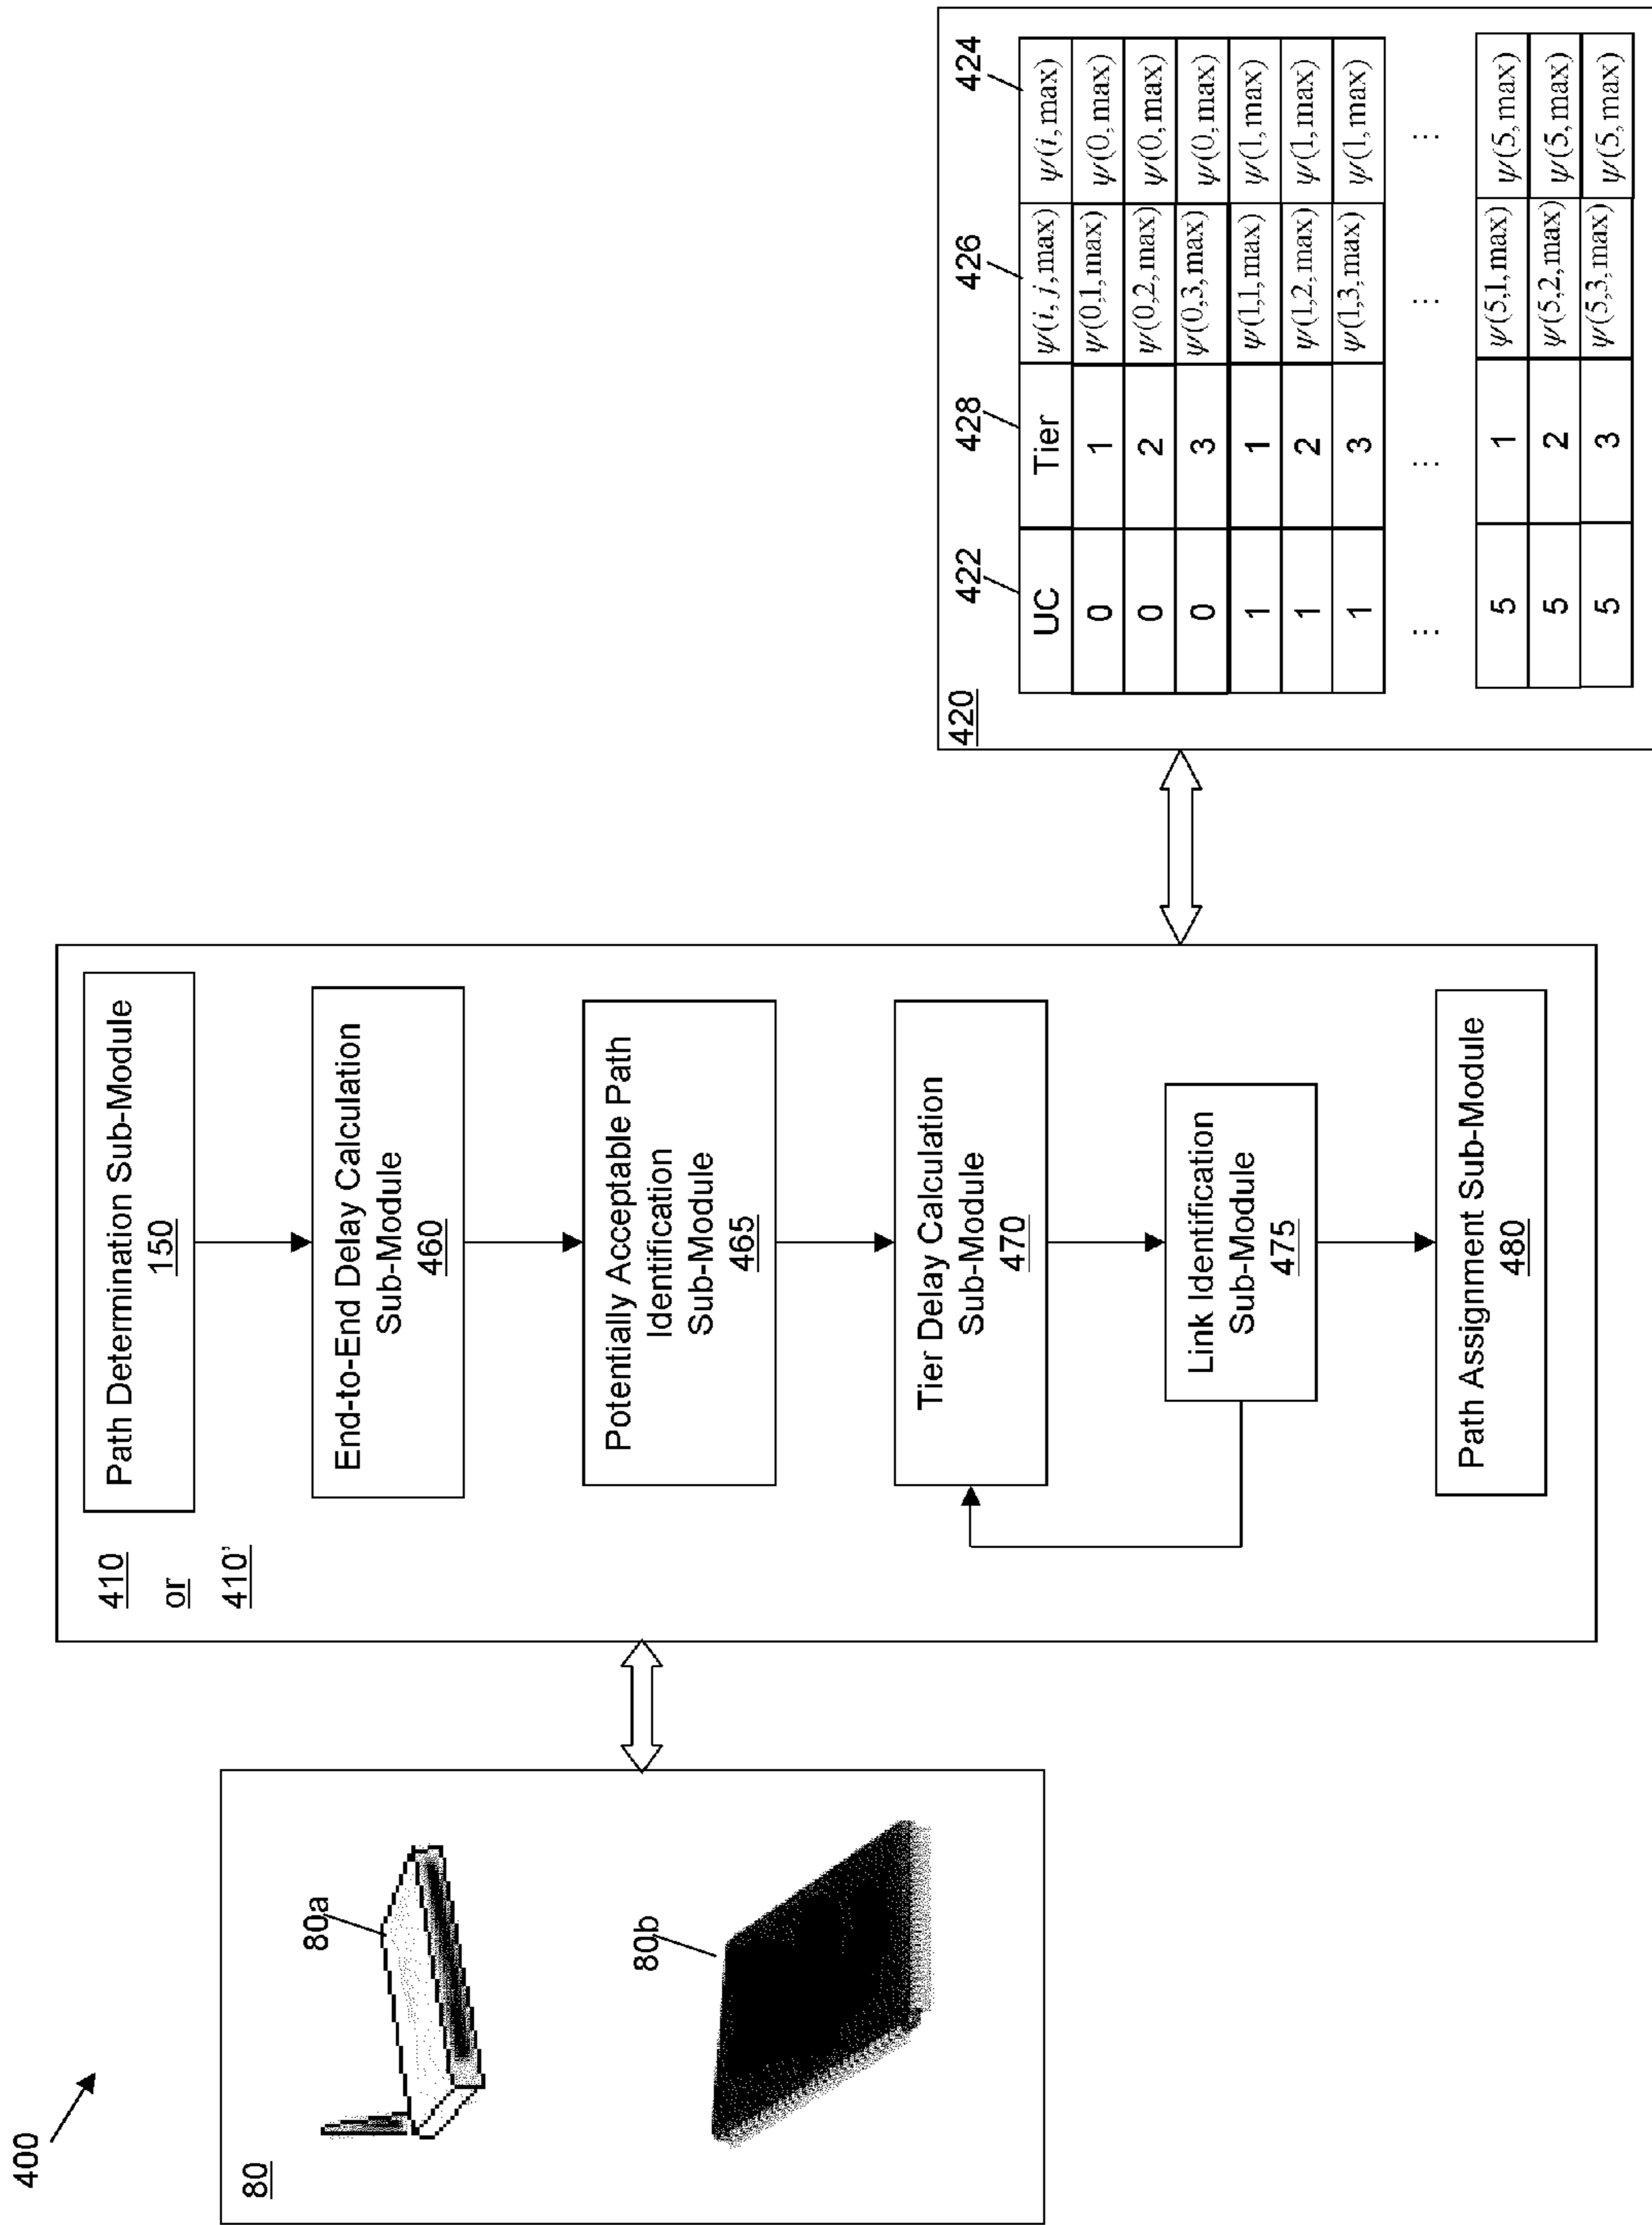 400
80
80a
80b
410
or
410'
Path Determination Sub-Module
150
End-to-End Delay Calculation
Sub-Module
460
Potentially Acceptable Path
Identification
Sub-Module
465
Tier Delay Calculation
Sub-Module
470
Link Identification
Sub-Module
475
Path Assignment Sub-Module
480
420
422 428 426 424
UC Tier ψ(i, j, max) ψ(i, max)
0 1 ψ(0,1, max) ψ(0, max)
0 2 ψ(0,2, max) ψ(0, max)
0 3 ψ(0,3, max) ψ(0, max)
1 1 ψ(1,1, max) ψ(1, max)
1 2 ψ(1,2, max) ψ(1, max)
1 3 ψ(1,3, max) ψ(1, max)
... ... ... ...
5 1 ψ(5,1, max) ψ(5, max)
5 2 ψ(5,2, max) ψ(5, max)
5 3 ψ(5,3, max) ψ(5, max)